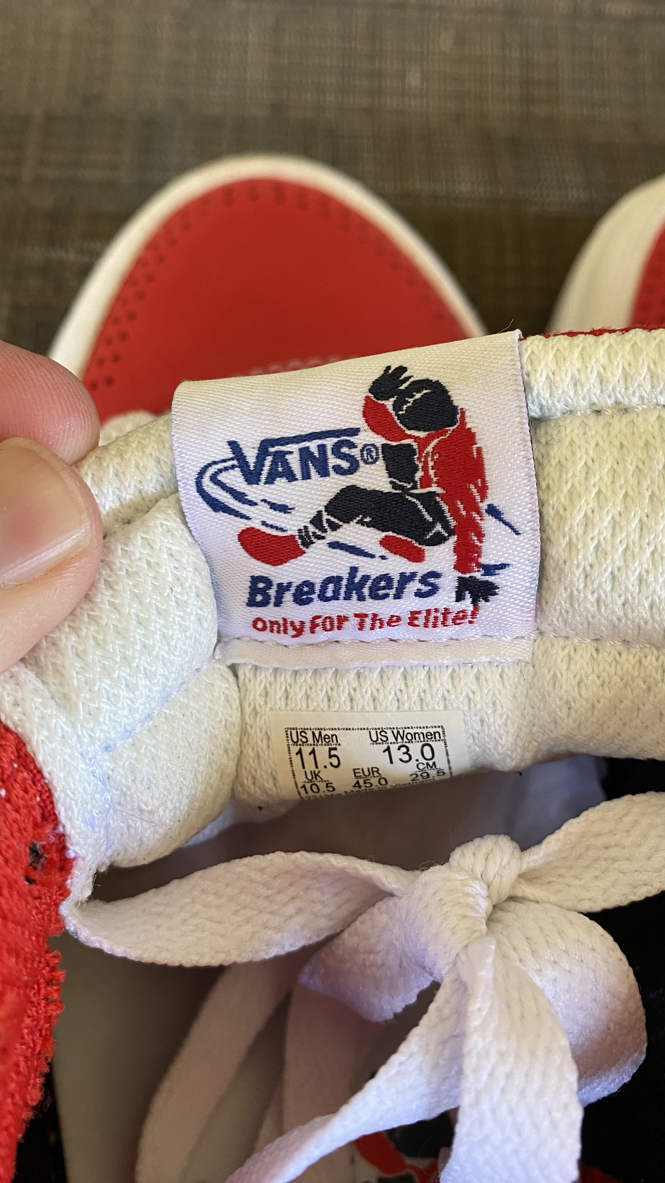 VANS®
Breakers
Only For The Elite!
US Men US Women
11.5 13.0
UK EUR CM
10.5 45.0 29.5